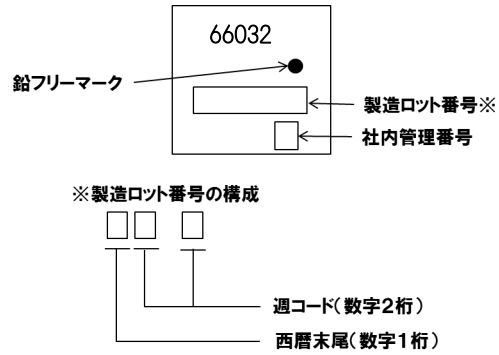 66032
鉛フリーマーク
製造ロット番号※
社内管理番号
※製造ロット番号の構成
週コード(数字2桁)
西暦末尾(数字1桁)